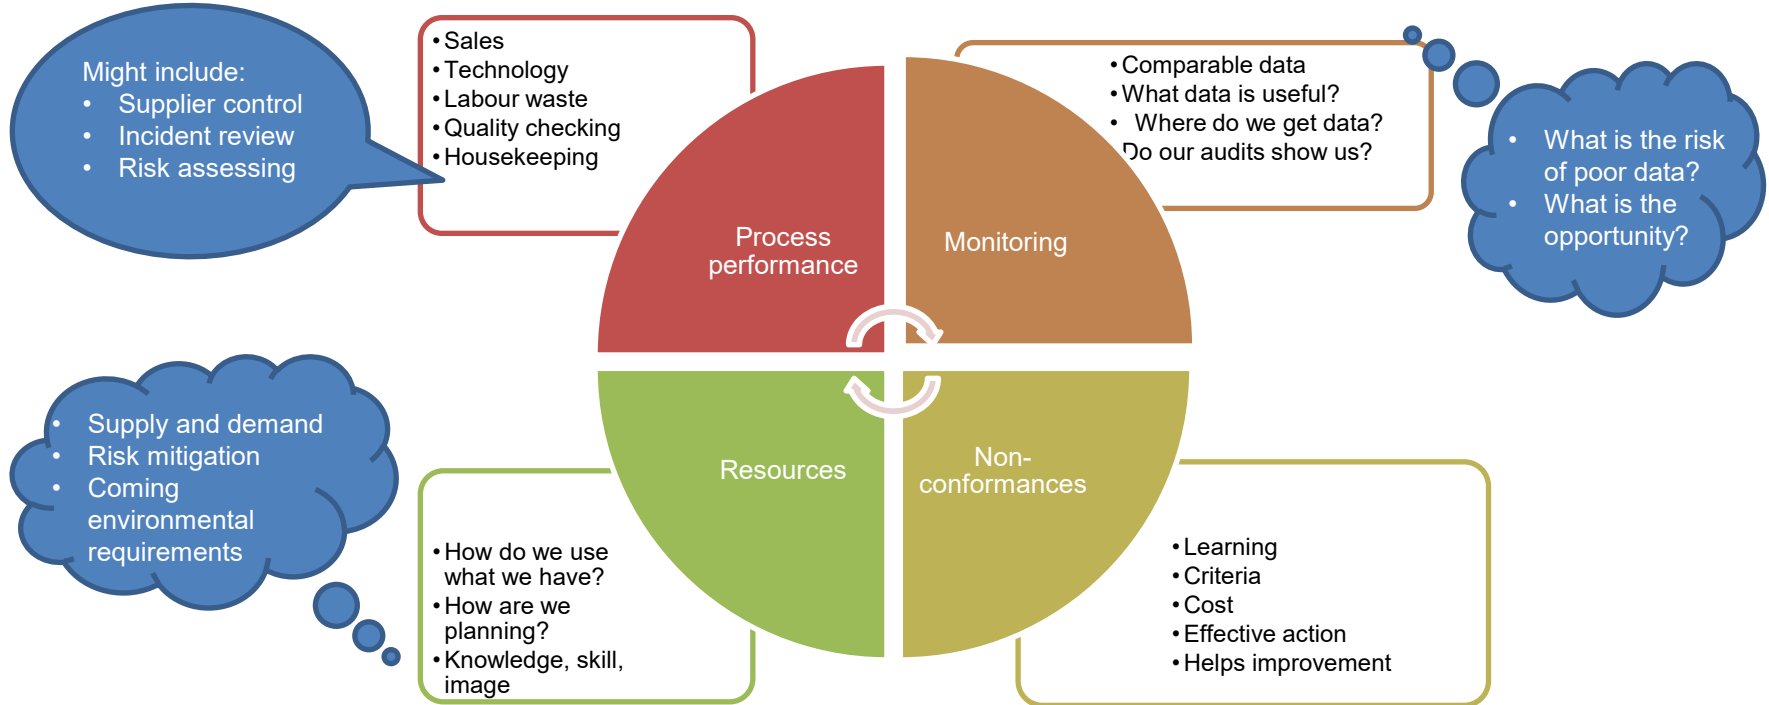 Might include:
• Supplier control
• Incident review
• Risk assessing
• Sales
• Technology
• Labour waste
• Quality checking
• Housekeeping
Process
performance
Monitoring
• Comparable data
• What data is useful?
• Where do we get data?
Do our audits show us?
• What is the risk
of poor data?
• What is the
opportunity?
• Supply and demand
• Risk mitigation
• Coming
environmental
requirements
Resources
• How do we use
what we have?
• How are we
planning?
• Knowledge, skill,
image
Non-
conformances
• Learning
• Criteria
• Cost
• Effective action
• Helps improvement